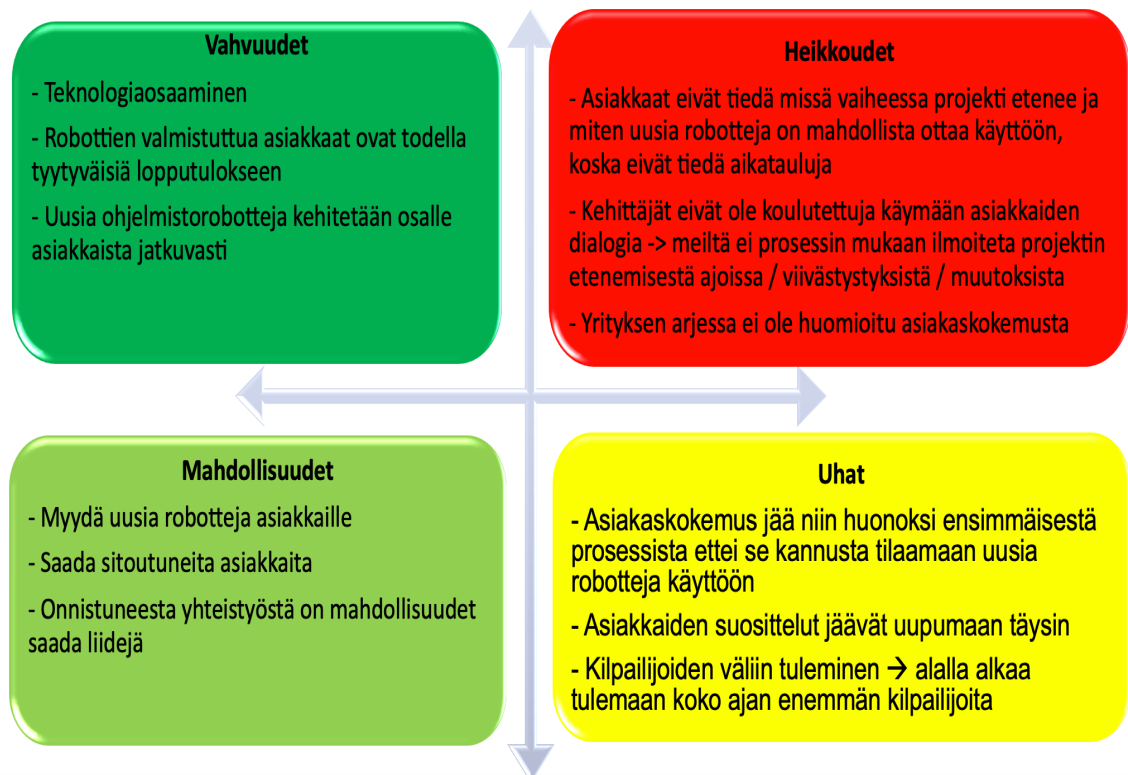 Vahvuudet
- Teknologiaosaaminen
- Robottien valmistuttua asiakkaat ovat todella
tyytyväisiä lopputulokseen
- Uusia ohjelmistorobotteja kehitetään osalle
asiakkaista jatkuvasti
Heikkoudet
- Asiakkaat eivät tiedä missä vaiheessa projekti etenee ja
miten uusia robotteja on mahdollista ottaa käyttöön,
koska eivät tiedä aikatauluja
- Kehittäjät eivät ole koulutettuja käymään asiakkaiden
dialogia -> meiltä ei prosessin mukaan ilmoiteta projektin
etenemisestä ajoissa / viivästystyksistä / muutoksista
- Yrityksen arjessa ei ole huomioitu asiakaskokemusta
Mahdollisuudet
- Myydä uusia robotteja asiakkaille
- Saada sitoutuneita asiakkaita
- Onnistuneesta yhteistyöstä on mahdollisuudet
saada liidejä
Uhat
- Asiakaskokemus jää niin huonoksi ensimmäisestä
prosessista ettei se kannusta tilaamaan uusia
robotteja käyttöön
- Asiakkaiden suosittelut jäävät uupumaan täysin
- Kilpailijoiden väliin tuleminen → alalla alkaa
tulemaan koko ajan enemmän kilpailijoita